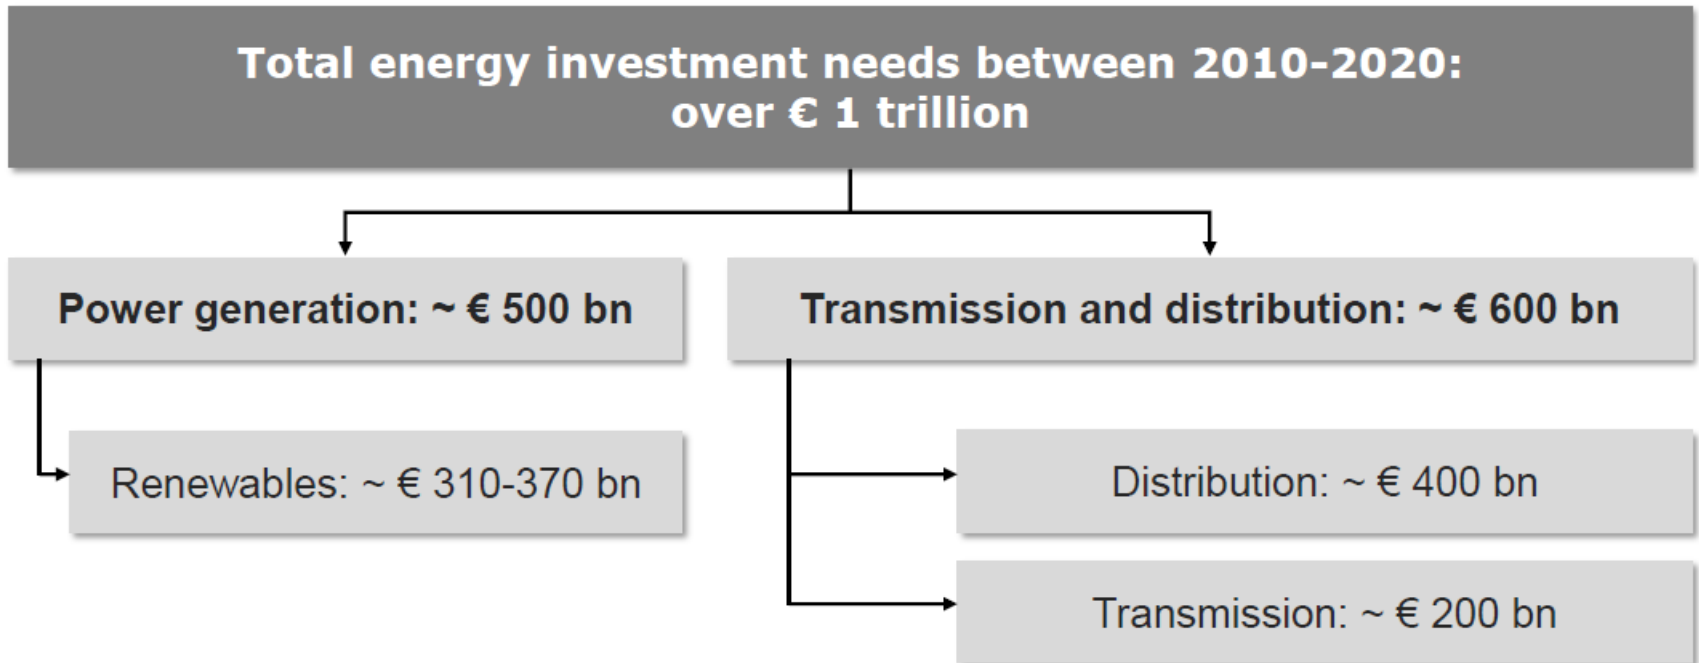 Total energy investment needs between 2010-2020:
over € 1 trillion
Power generation: ~ € 500 bn
Transmission and distribution: ~ € 600 bn
Renewables: ~ € 310-370 bn
Distribution: ~ € 400 bn
Transmission: ~ € 200 bn